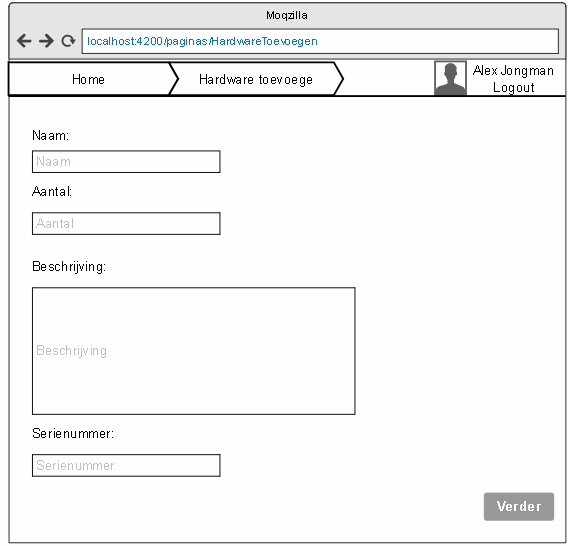 Moqzilla
localhost:4200/paginas/HardwareToevoegen
Home
Hardware toevoege
Alex Jongman
Logout
Naam:
Naam
Aantal:
Aantal
Beschrijving:
Beschrijving
Serienummer:
Serienummer
Verder